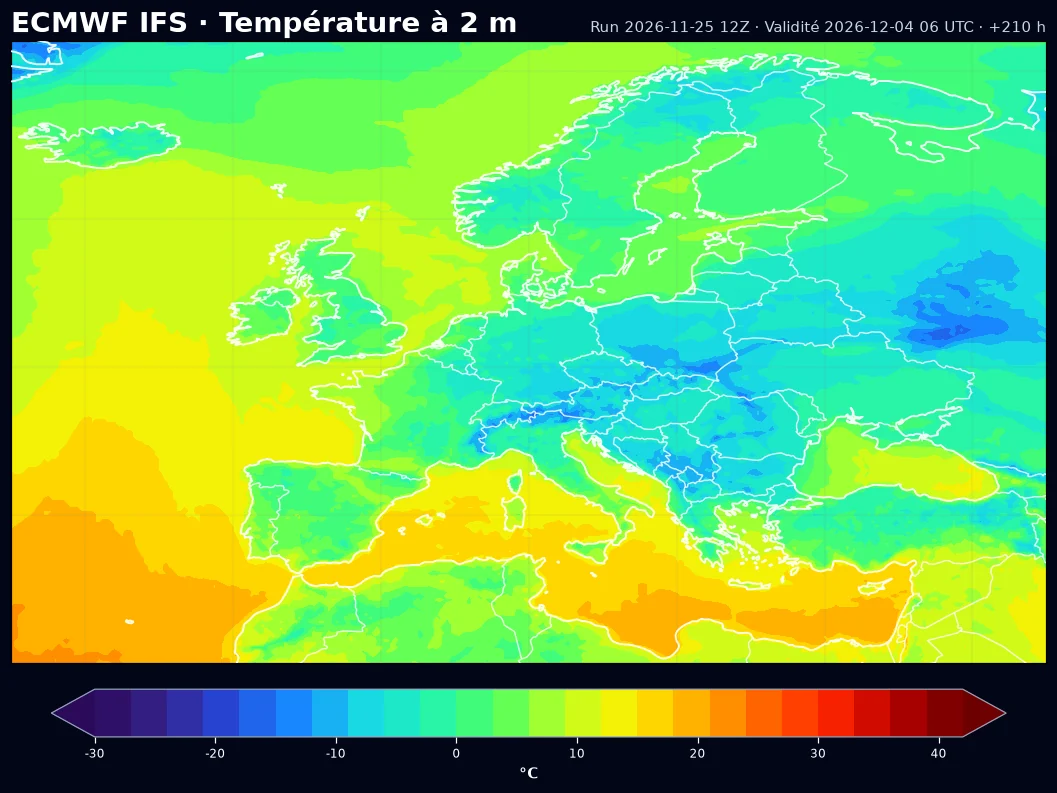 ECMWF IFS · Température à 2 m
Run 2026-11-25 12Z · Validité 2026-12-04 06 UTC · +210 h
-30 -20 -10 0 10 20 30 40
°C